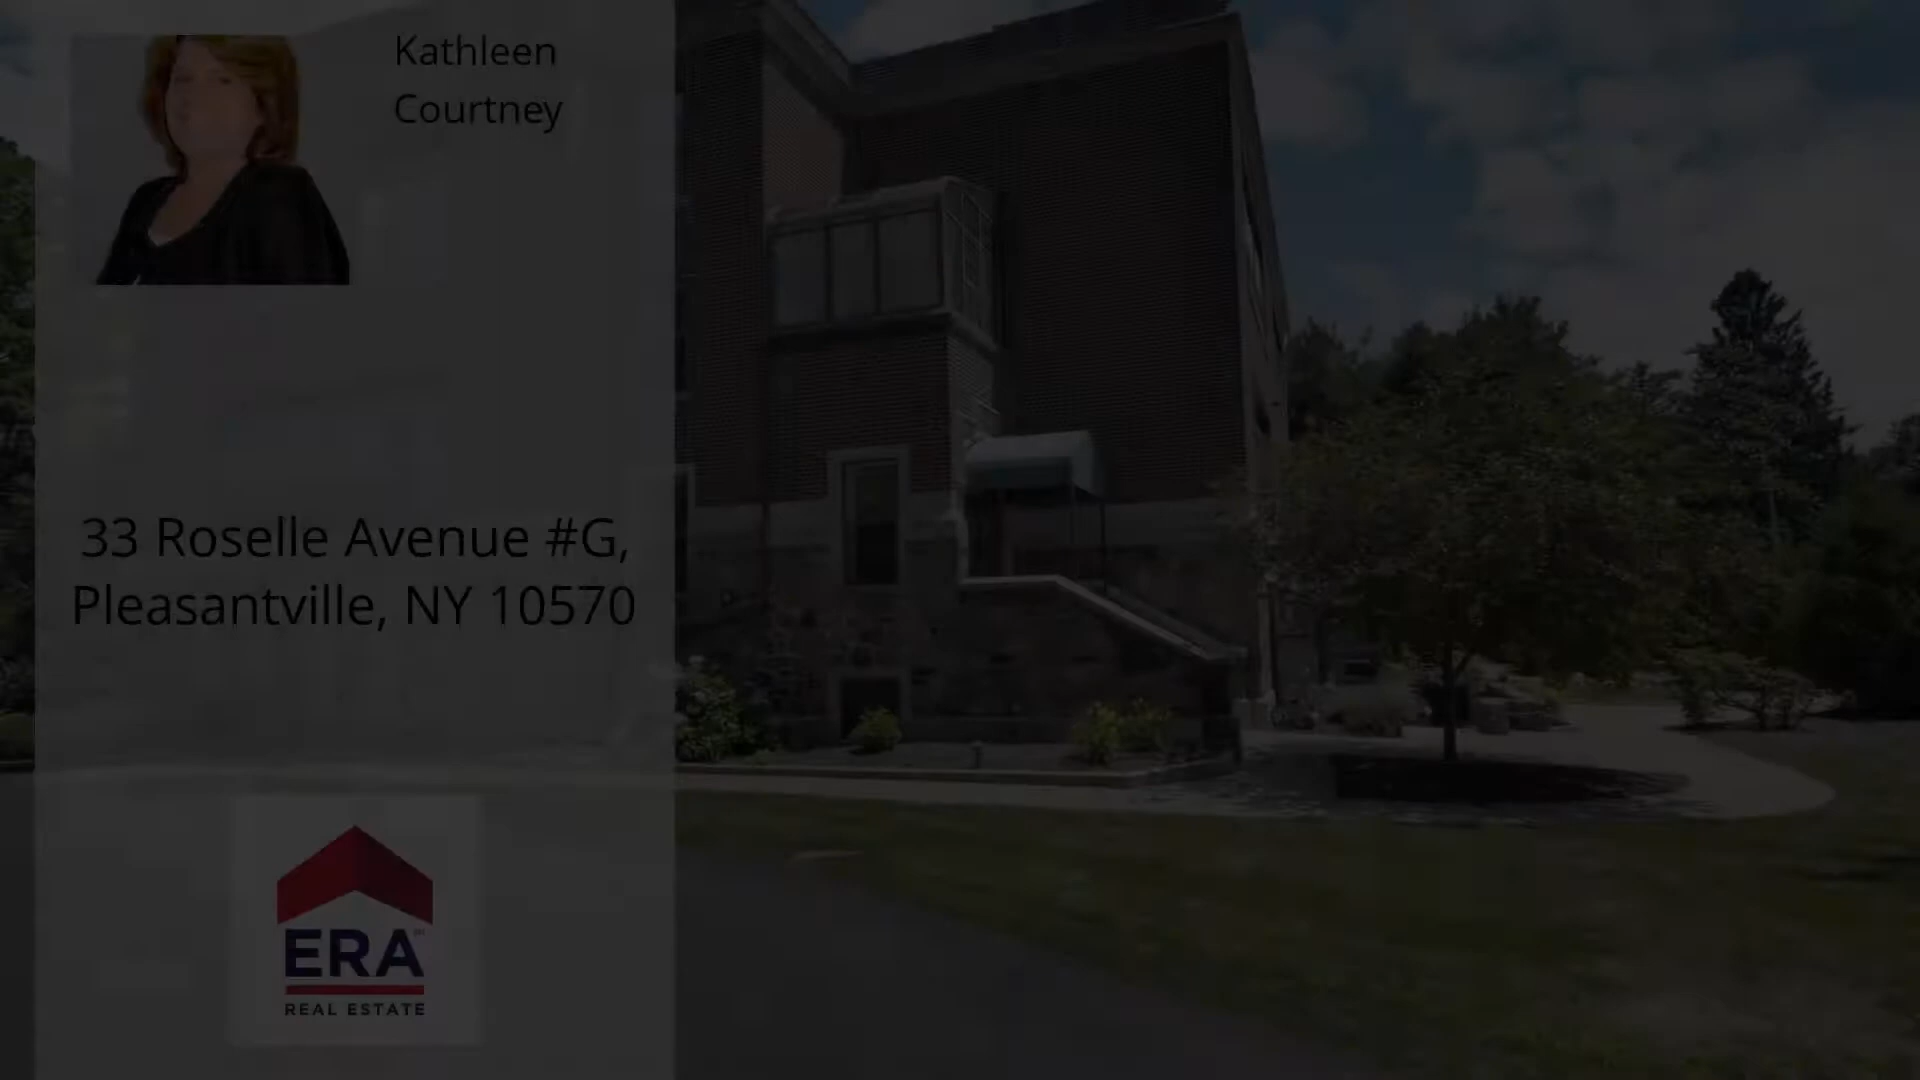 Kathleen
Courtney
33 Roselle Avenue #G,
Pleasantville, NY 10570
ERA
REAL ESTATE